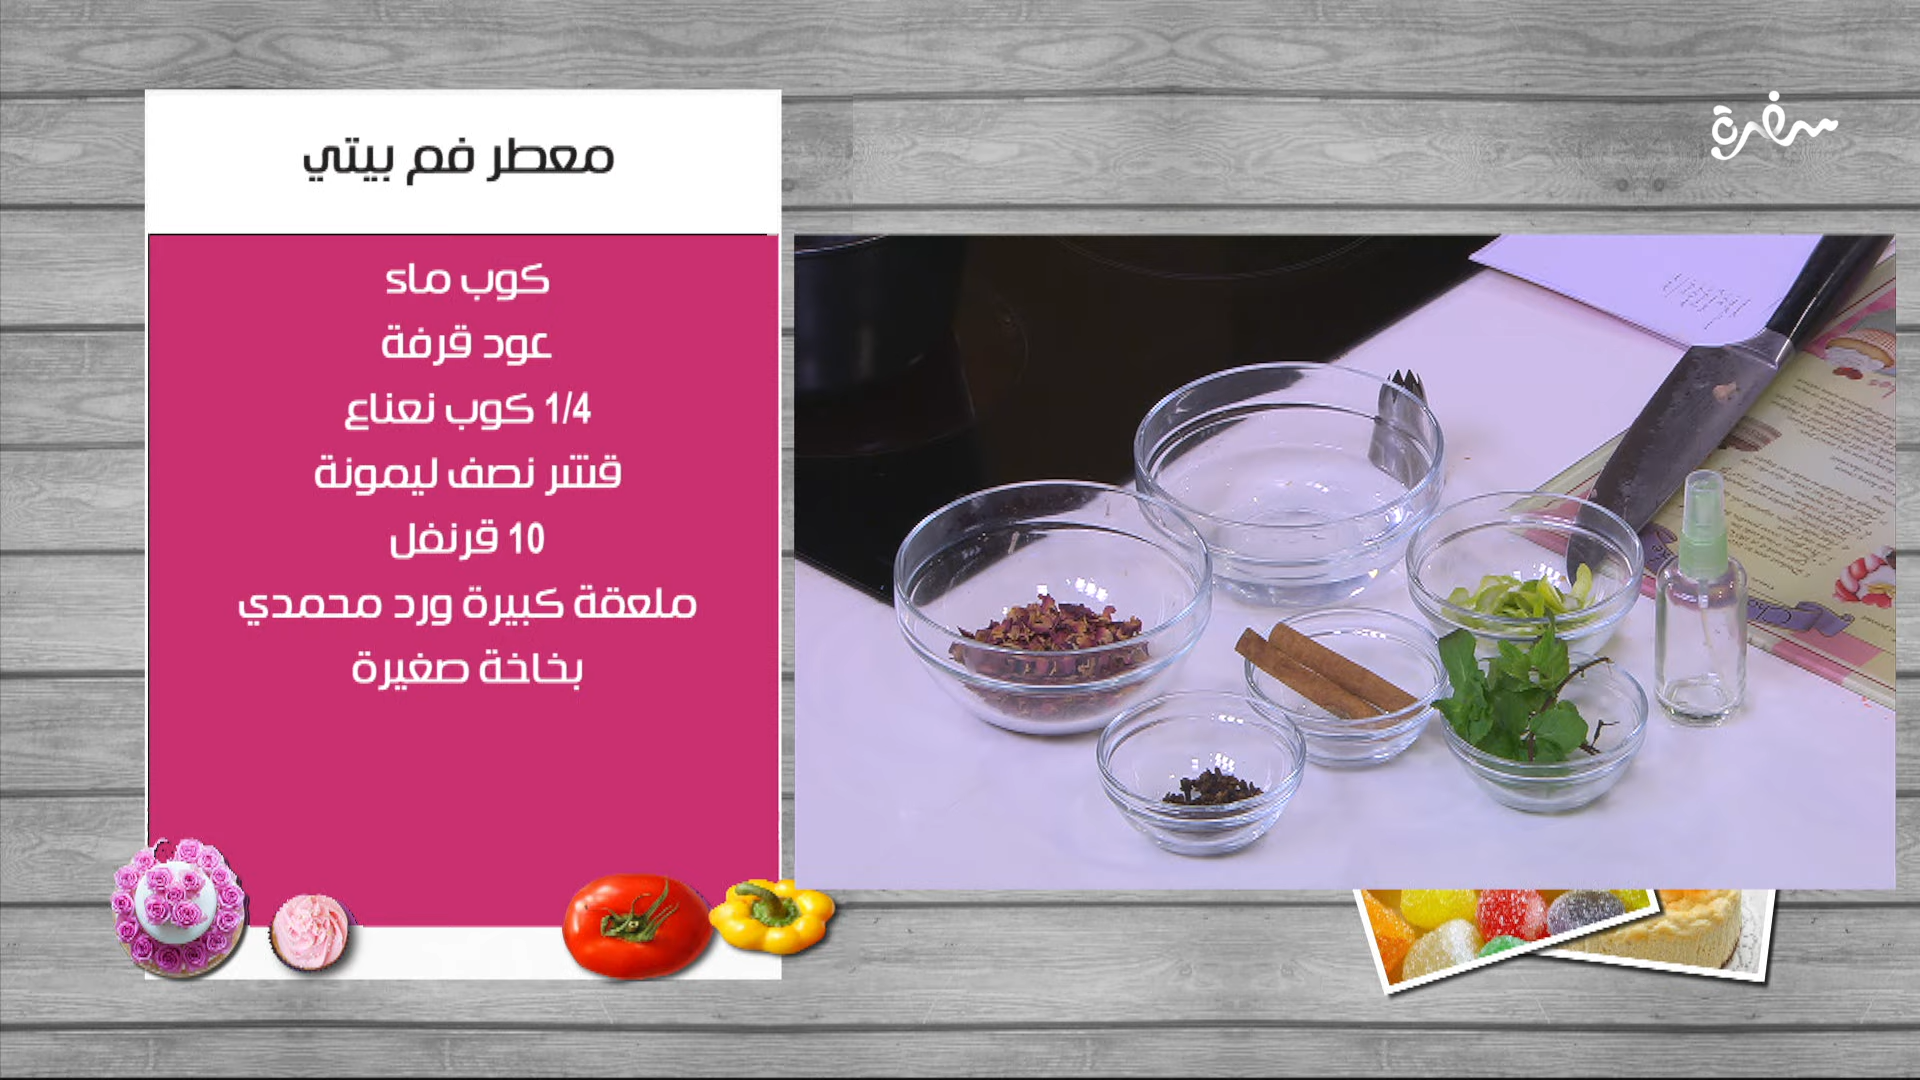 سفرة
معطر فم بيتي
كوب ماء
عود قرفة
1/4 كوب نعناع
قشر نصف ليمونة
10 قرنفل
ملعقة كبيرة ورد محمدي
بخاخة صغيرة